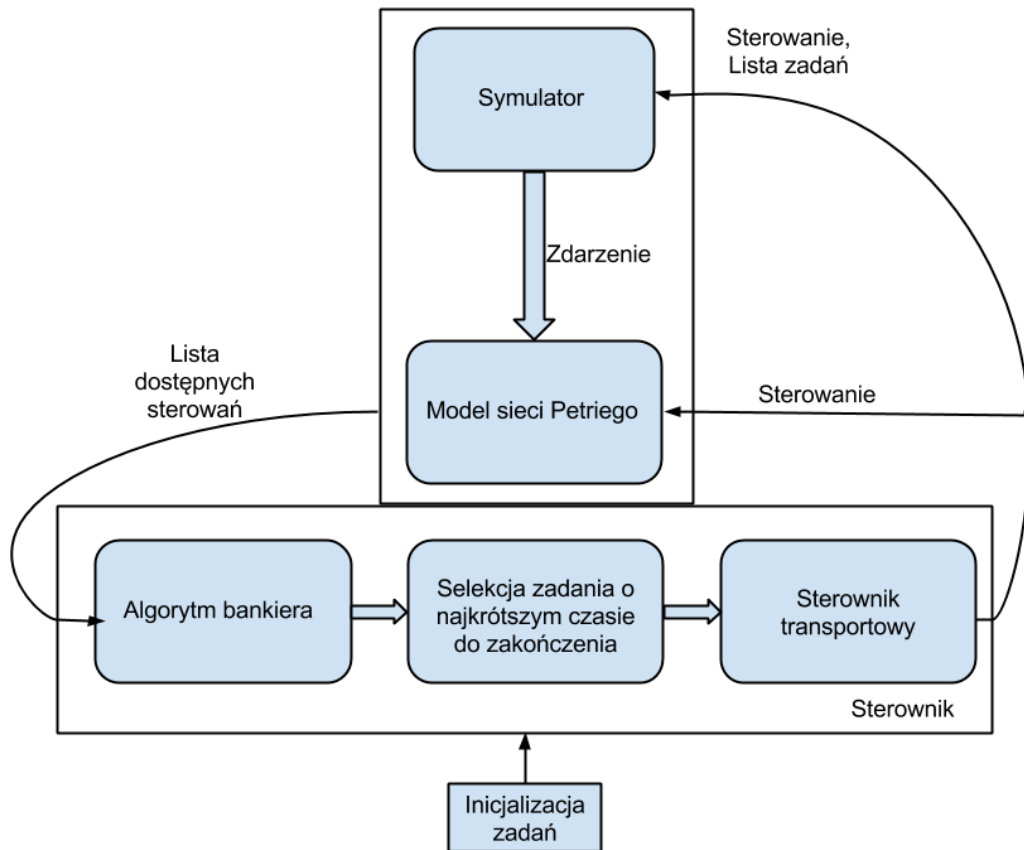 Sterowanie,
Lista zadań
Symulator
Zdarzenie
Lista
dostępnych
sterowań
Model sieci Petriego
Sterowanie
Algorytm bankiera
Selekcja zadania o
najkrótszym czasie
do zakończenia
Sterownik
transportowy
Sterownik
Inicjalizacja
zadań